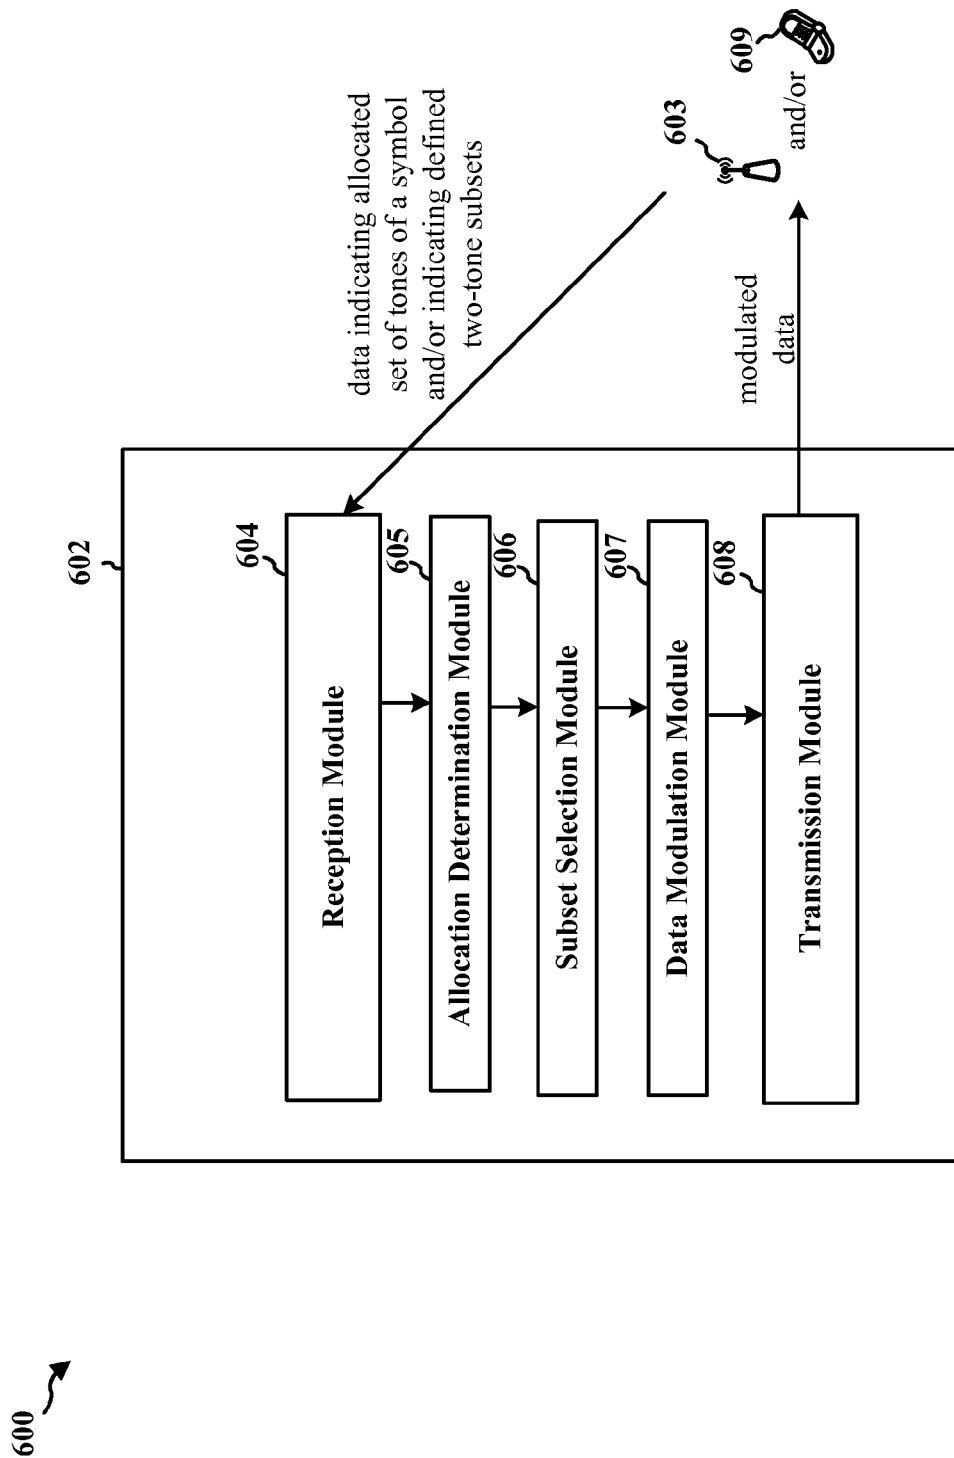 600
602
604
Reception Module
605
Allocation Determination Module
606
Subset Selection Module
607
Data Modulation Module
608
Transmission Module
data indicating allocated
set of tones of a symbol
and/or indicating defined
two-tone subsets
603
609
and/or
modulated
data